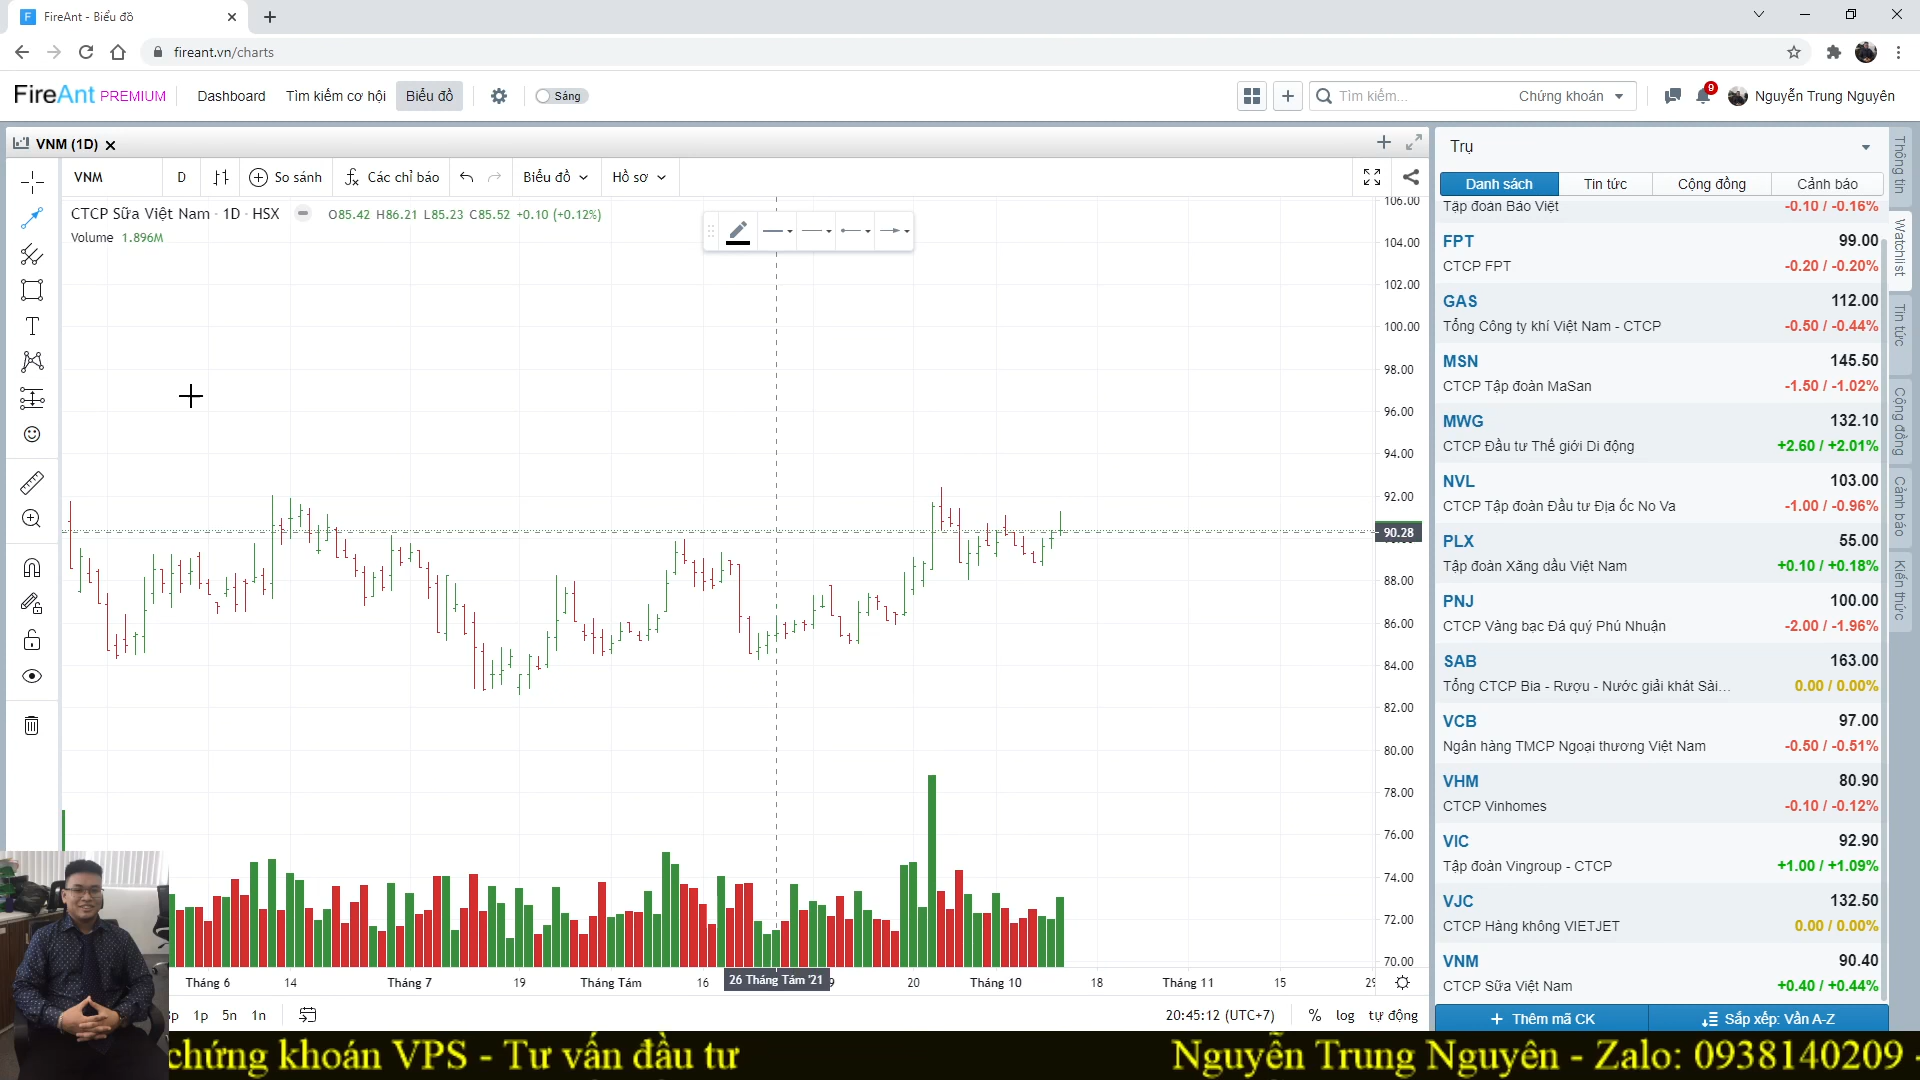 FireAnt - Biểu đồ
fireant.vn/charts
FireAnt PREMIUM
Dashboard
Tìm kiếm cơ hội
Biểu đồ
Sáng
Tìm kiếm...
Chứng khoán
9
Nguyễn Trung Nguyên
VNM (1D)
VNM
D
So sánh
Các chỉ báo
Biểu đồ
Hồ sơ
CTCP Sữa Việt Nam · 1D · HSX
O85.42 H86.21 L85.23 C85.52 +0.10 (+0.12%)
Volume 1.896M
106.00
104.00
102.00
100.00
98.00
96.00
94.00
92.00
90.28
88.00
86.00
84.00
82.00
80.00
78.00
76.00
74.00
72.00
70.00
Tháng 6
14
Tháng 7
19
Tháng Tám
16
26 Tháng Tám '21
20
Tháng 10
18
Tháng 11
15
1p
5n
1n
20:45:12 (UTC+7)
%
log
tự động
Trụ
Danh sách
Tin tức
Cộng đồng
Cảnh báo
Tập đoàn Bảo Việt
-0.10 / -0.16%
FPT
99.00
CTCP FPT
-0.20 / -0.20%
GAS
112.00
Tổng Công ty khí Việt Nam - CTCP
-0.50 / -0.44%
MSN
145.50
CTCP Tập đoàn MaSan
-1.50 / -1.02%
MWG
132.10
CTCP Đầu tư Thế giới Di động
+2.60 / +2.01%
NVL
103.00
CTCP Tập đoàn Đầu tư Địa ốc No Va
-1.00 / -0.96%
PLX
55.00
Tập đoàn Xăng dầu Việt Nam
+0.10 / +0.18%
PNJ
100.00
CTCP Vàng bạc Đá quý Phú Nhuận
-2.00 / -1.96%
SAB
163.00
Tổng CTCP Bia - Rượu - Nước giải khát Sài...
0.00 / 0.00%
VCB
97.00
Ngân hàng TMCP Ngoại thương Việt Nam
-0.50 / -0.51%
VHM
80.90
CTCP Vinhomes
-0.10 / -0.12%
VIC
92.90
Tập đoàn Vingroup - CTCP
+1.00 / +1.09%
VJC
132.50
CTCP Hàng không VIETJET
0.00 / 0.00%
VNM
90.40
CTCP Sữa Việt Nam
+0.40 / +0.44%
Thêm mã CK
Sắp xếp: Vần A-Z
Thông tin
Watchlist
Tin tức
Cộng đồng
Cảnh báo
Kiến thức
chứng khoán VPS - Tư vấn đầu tư
Nguyễn Trung Nguyên - Zalo: 0938140209 -